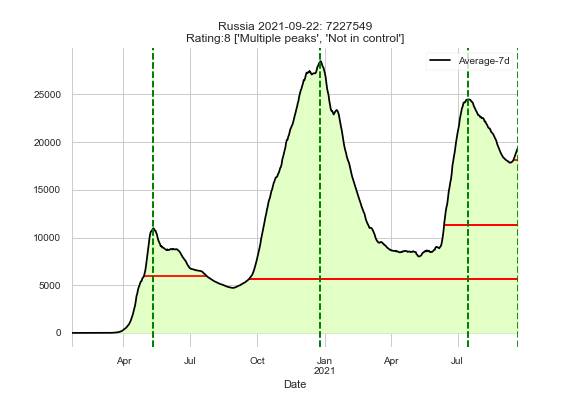 Russia 2021-09-22: 7227549
Rating:8 ['Multiple peaks', 'Not in control']
Average-7d
25000
20000
15000
10000
5000
0
Apr Jul Oct Jan Apr Jul
2021
Date